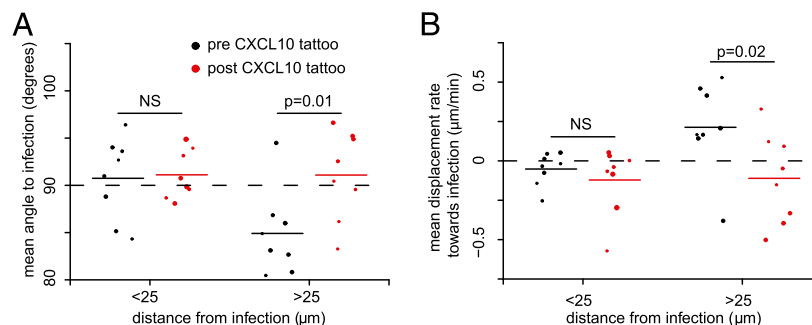 A
mean angle to infection (degrees)
100
90
80
pre CXCL10 tattoo
post CXCL10 tattoo
NS
p=0.01
<25
>25
distance from infection (µm)
B
mean displacement rate
towards infection (µm/min)
0.5
0
−0.5
NS
p=0.02
<25
>25
distance from infection (µm)